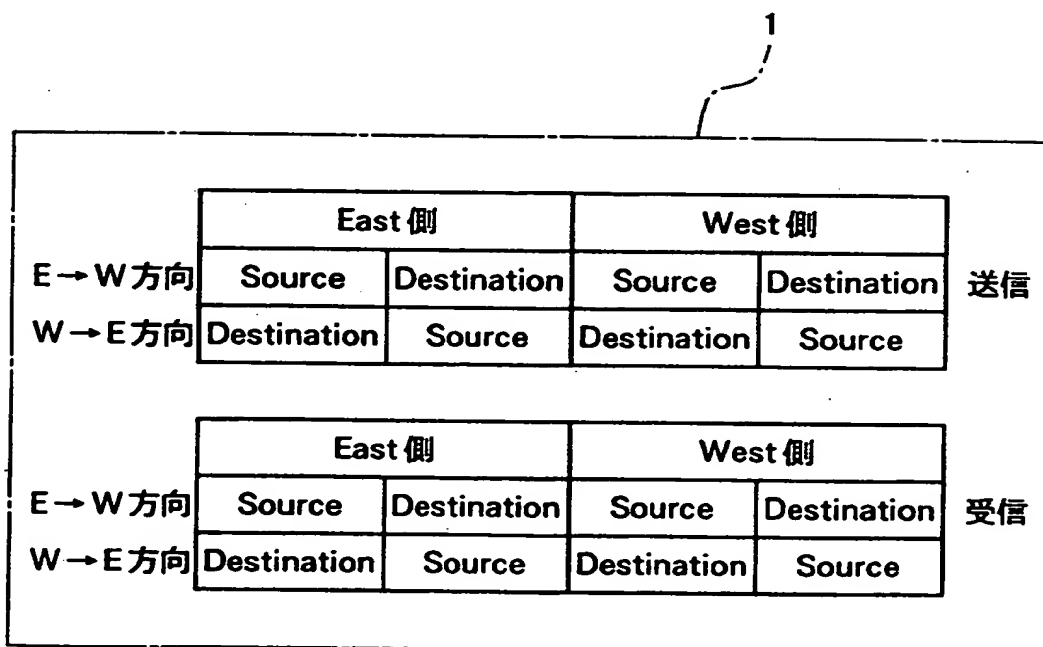 1
East側 West側
E→W方向 Source Destination Source Destination 送信
W→E方向 Destination Source Destination Source
East側 West側
E→W方向 Source Destination Source Destination 受信
W→E方向 Destination Source Destination Source